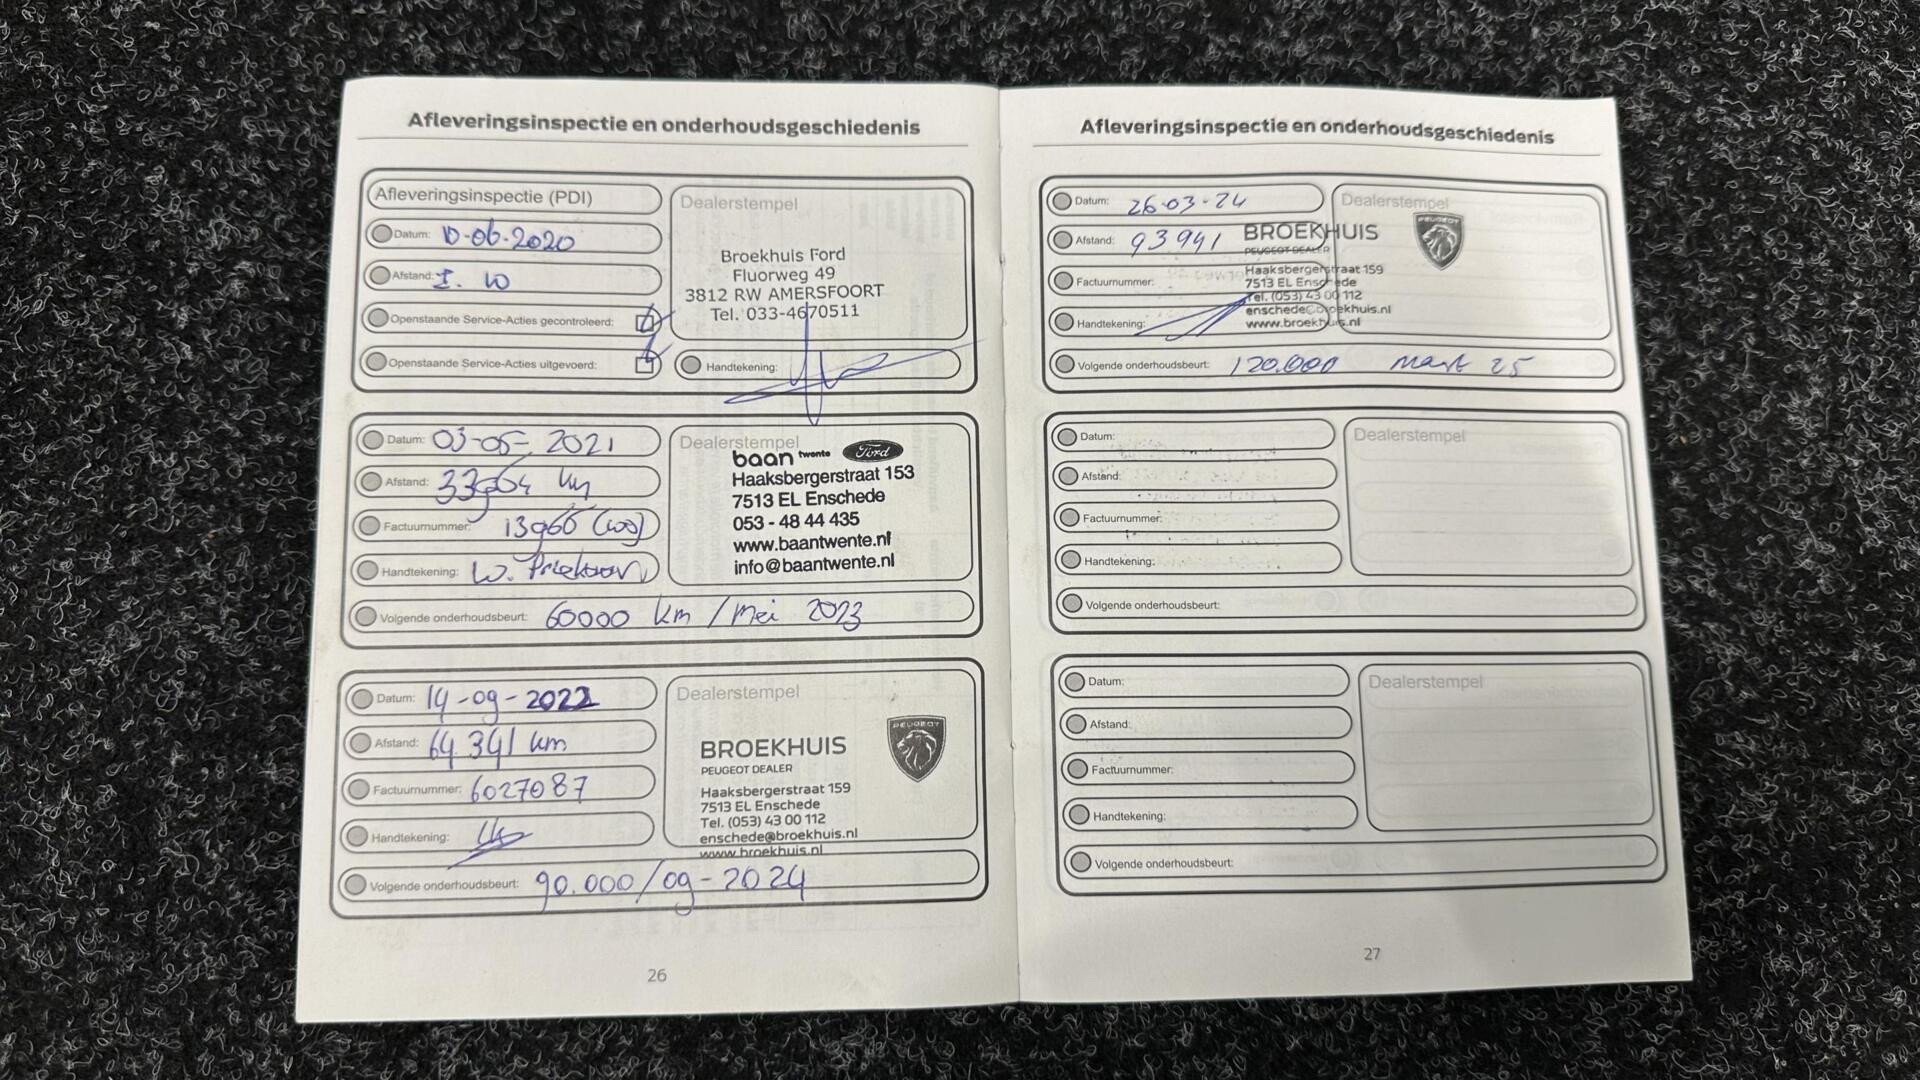 Afleveringsinspectie en onderhoudsgeschiedenis
Afleveringsinspectie (PDI)
Datum: 10-06-2020
Afstand:
Openstaande Service-Acties gecontroleerd:
Openstaande Service-Acties uitgevoerd:
Dealerstempel
Broekhuis Ford
Fluorweg 49
3812 RW AMERSFOORT
Tel. 033-4670511
Handtekening:
Datum: 03-05-2021
Afstand: km
Factuurnummer:
Handtekening: W.
Volgende onderhoudsbeurt: 60000 km / Mei 2023
Dealerstempel
baan twente Ford
Haaksbergerstraat 153
7513 EL Enschede
053 - 48 44 435
www.baantwente.nl
info@baantwente.nl
Datum: 14-09-2022
Afstand: 64.341 km
Factuurnummer: 6027087
Handtekening:
Volgende onderhoudsbeurt: 90.000/09-2024
Dealerstempel
PEUGEOT
BROEKHUIS
PEUGEOT DEALER
Haaksbergerstraat 159
7513 EL Enschede
Tel. (053) 43 00 112
enschede@broekhuis.nl
www.broekhuis.nl
26
Afleveringsinspectie en onderhoudsgeschiedenis
Datum: 26-03-24
Afstand: 93941
Factuurnummer:
Handtekening:
Volgende onderhoudsbeurt: 120.000 maart 25
Dealerstempel
PEUGEOT
BROEKHUIS
PEUGEOT DEALER
Haaksbergerstraat 159
7513 EL Enschede
Tel. (053) 43 00 112
enschede@broekhuis.nl
www.broekhuis.nl
Datum:
Afstand:
Factuurnummer:
Handtekening:
Volgende onderhoudsbeurt:
Dealerstempel
Datum:
Afstand:
Factuurnummer:
Handtekening:
Volgende onderhoudsbeurt:
Dealerstempel
27